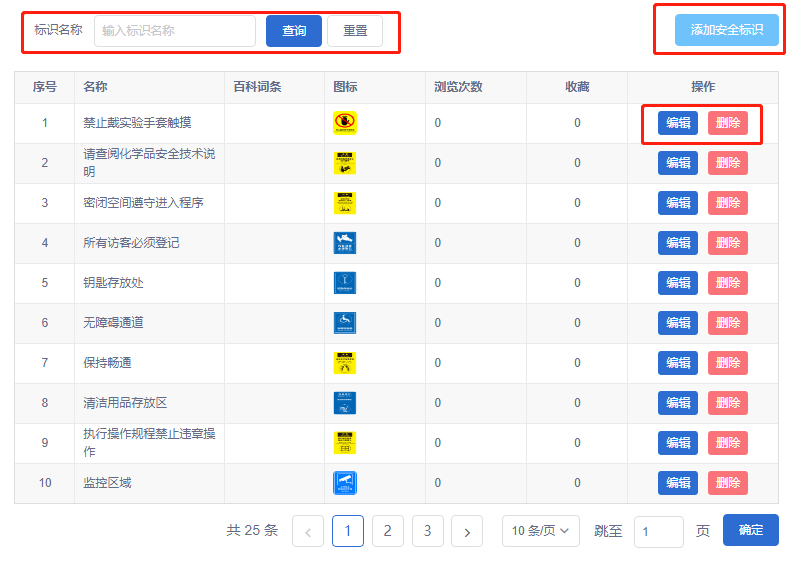 标识名称 输入标识名称 查询 重置 添加安全标识
序号 名称 百科词条 图标 浏览次数 收藏 操作
1 禁止戴实验手套触摸 0 0 编辑 删除
2 请查阅化学品安全技术说 0 0 编辑 删除
明
3 密闭空间遵守进入程序 0 0 编辑 删除
4 所有访客必须登记 0 0 编辑 删除
5 钥匙存放处 0 0 编辑 删除
6 无障碍通道 0 0 编辑 删除
7 保持畅通 0 0 编辑 删除
8 清洁用品存放区 0 0 编辑 删除
9 执行操作规程禁止违章操 0 0 编辑 删除
作
10 监控区域 0 0 编辑 删除
共 25 条 < 1 2 3 > 10 条/页 跳至 1 页 确定